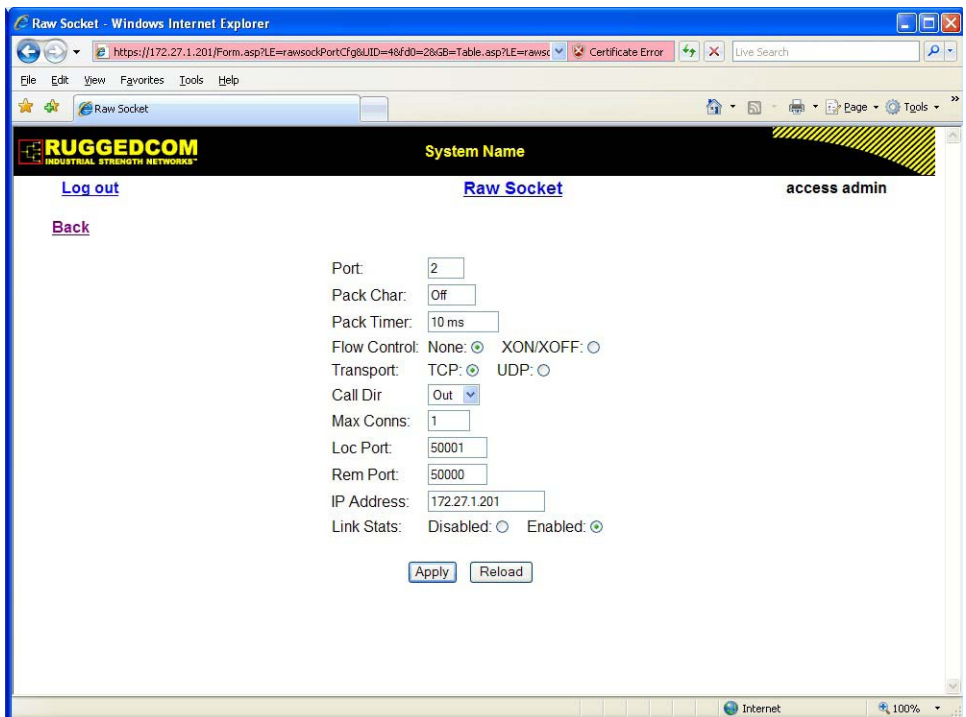 Raw Socket - Windows Internet Explorer
https://172.27.1.201/Form.asp?LE=rawsockPortCfg&UID=4&fd0=2&GB=Table.asp?LE=rawsc Certificate Error Live Search
File Edit View Favorites Tools Help
Raw Socket Page Tools
RUGGEDCOM
INDUSTRIAL STRENGTH NETWORKS™
System Name
Log out Raw Socket access admin
Back
Port: 2
Pack Char: Off
Pack Timer: 10 ms
Flow Control: None: XON/XOFF:
Transport: TCP: UDP:
Call Dir Out
Max Conns: 1
Loc Port: 50001
Rem Port: 50000
IP Address: 172.27.1.201
Link Stats: Disabled: Enabled:
Apply Reload
Internet 100%